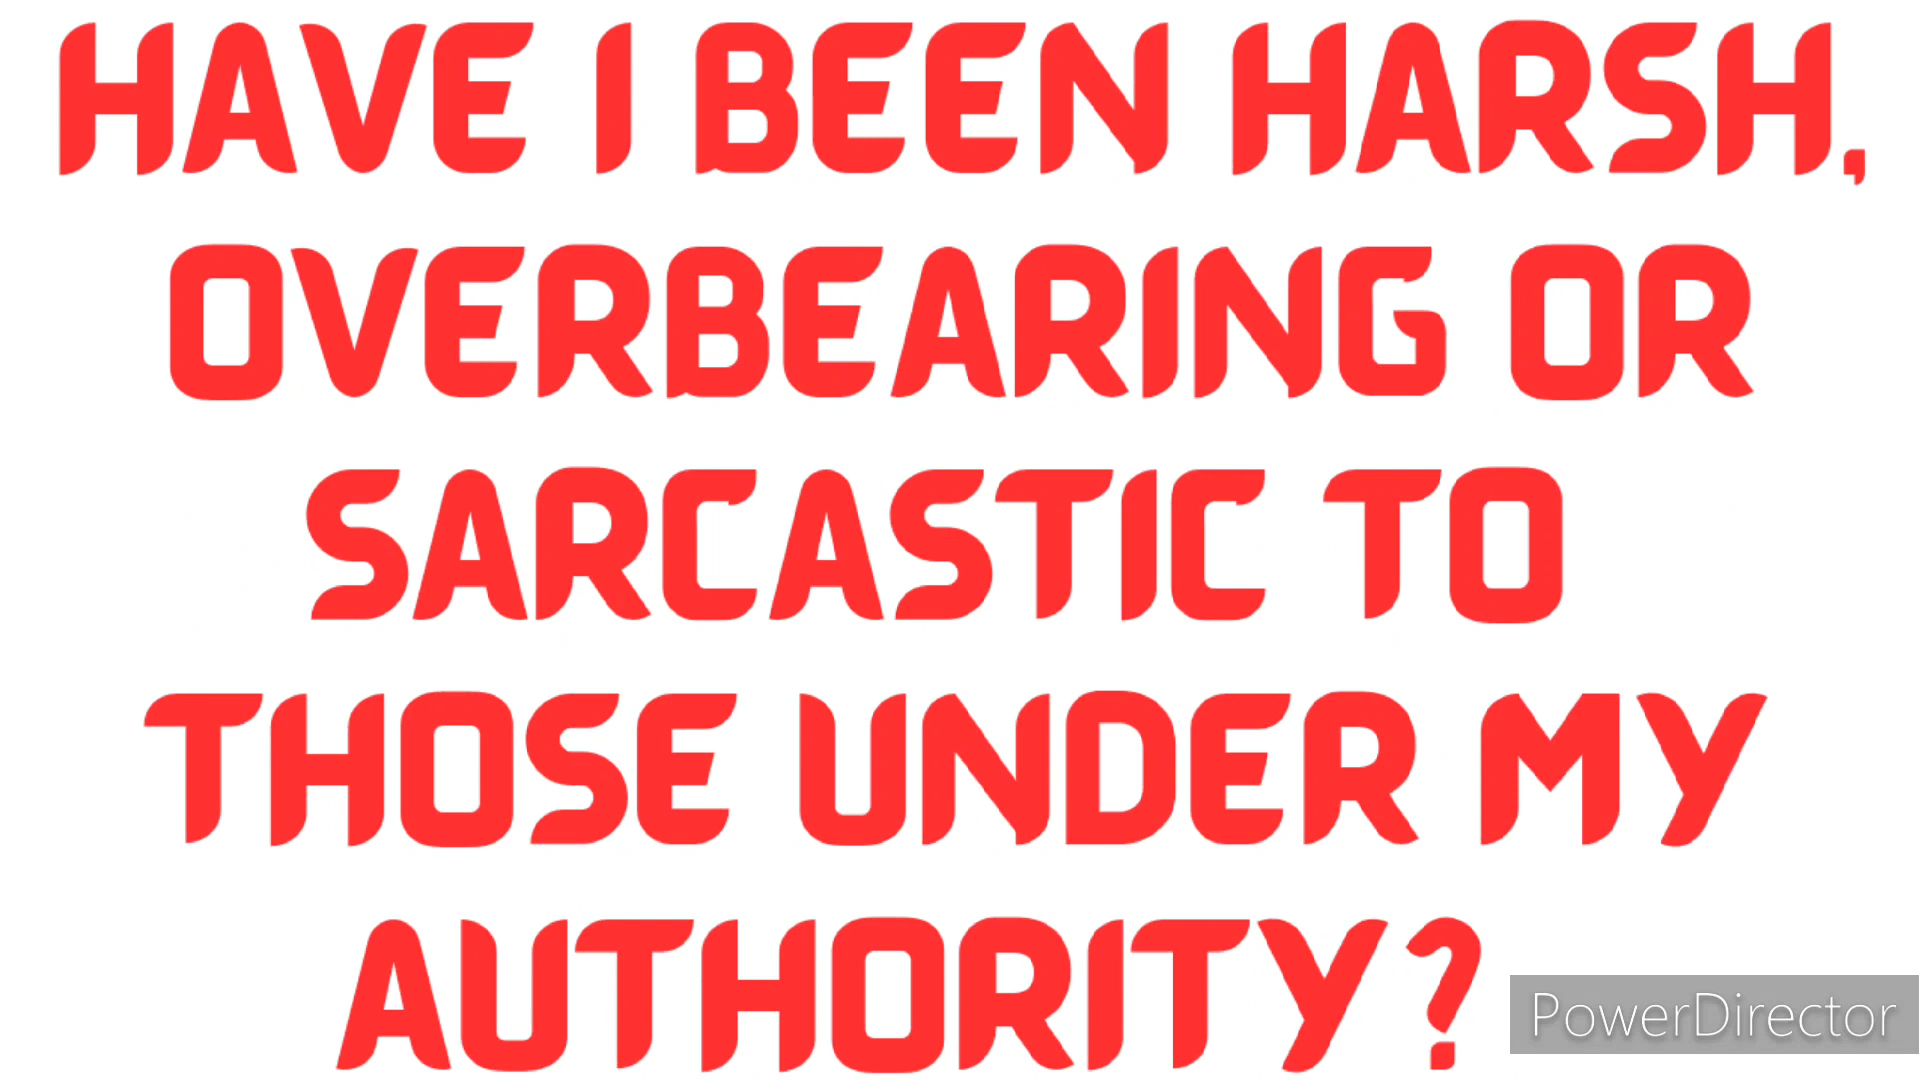 HAVE I BEEN HARSH,
OVERBEARING OR
SARCASTIC TO
THOSE UNDER MY
AUTHORITY?
PowerDirector